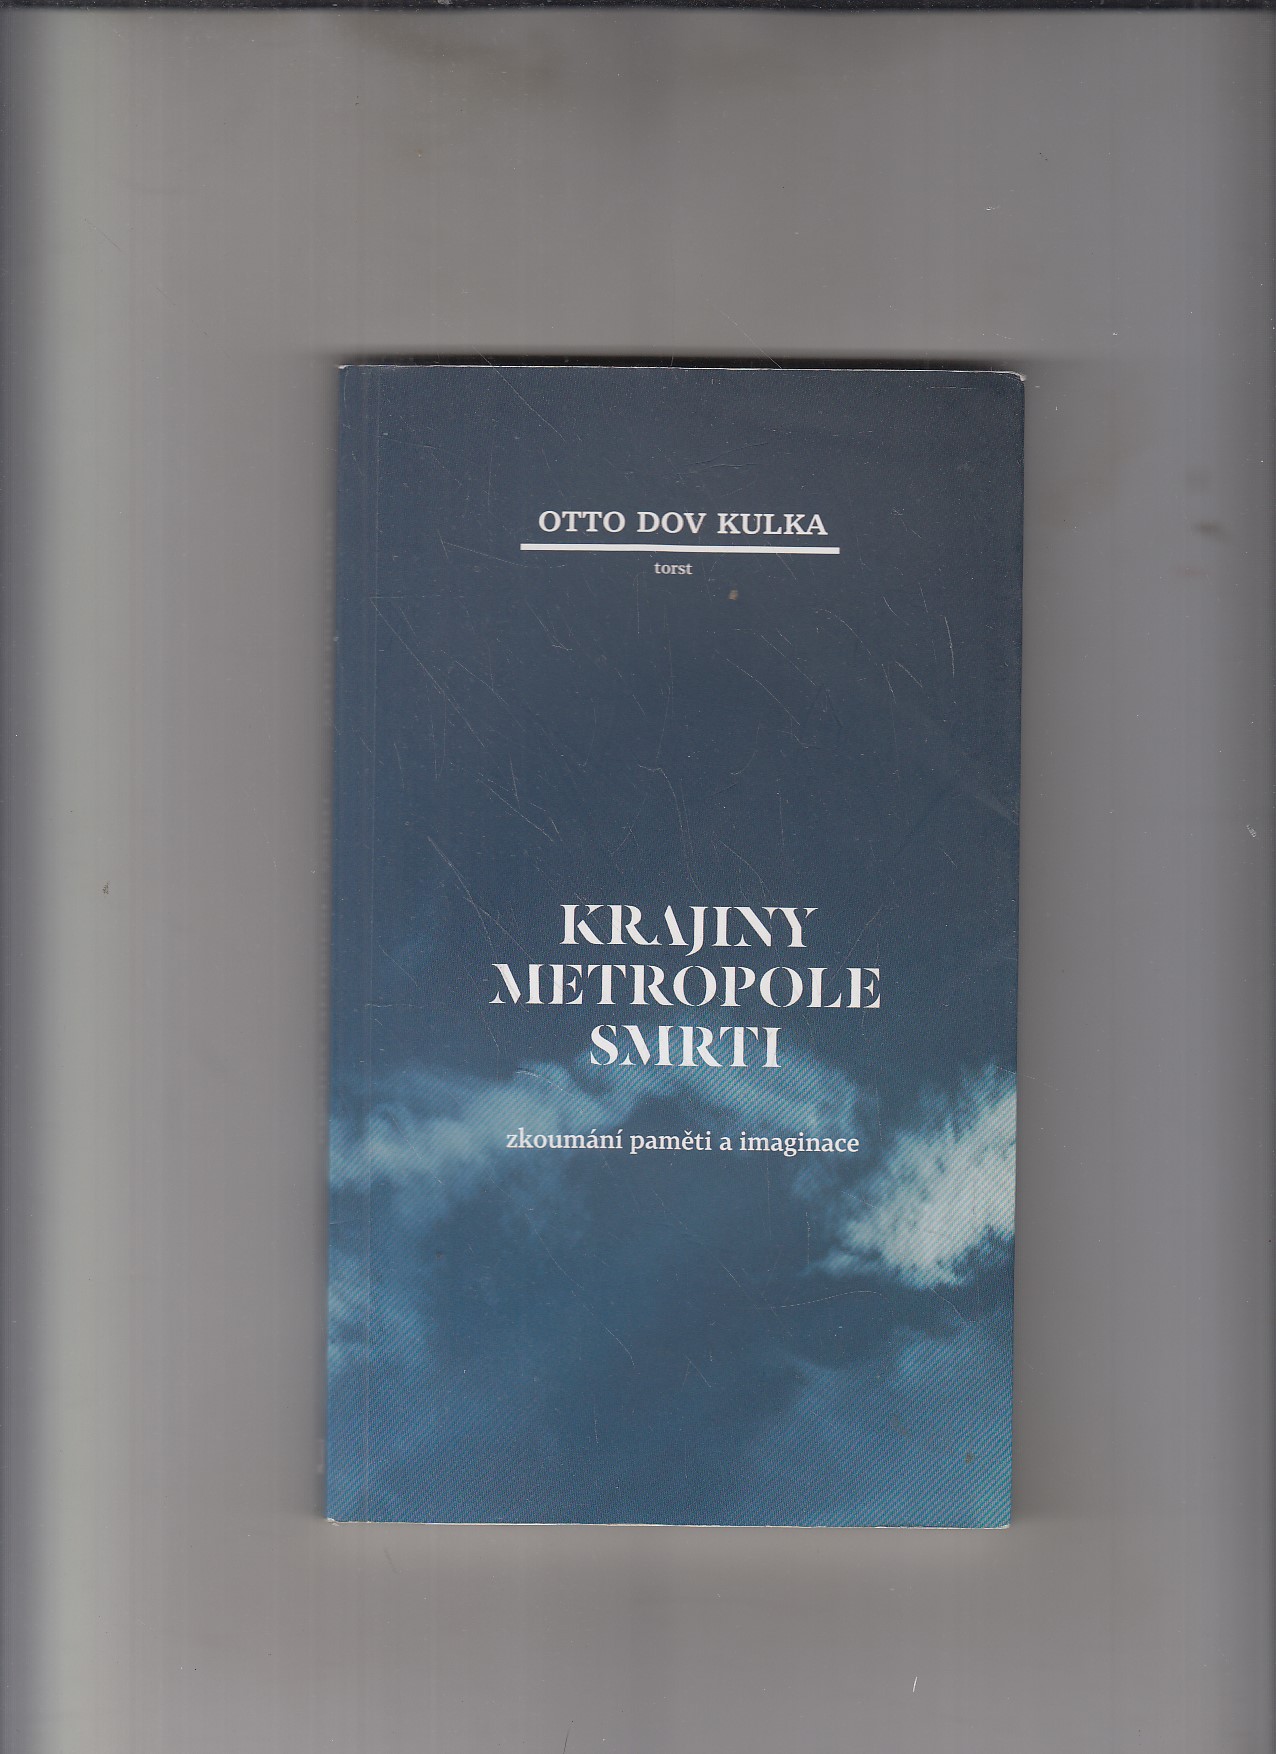 OTTO DOV KULKA
torst
KRAJINY
METROPOLE
SMRTI
zkoumání paměti a imaginace